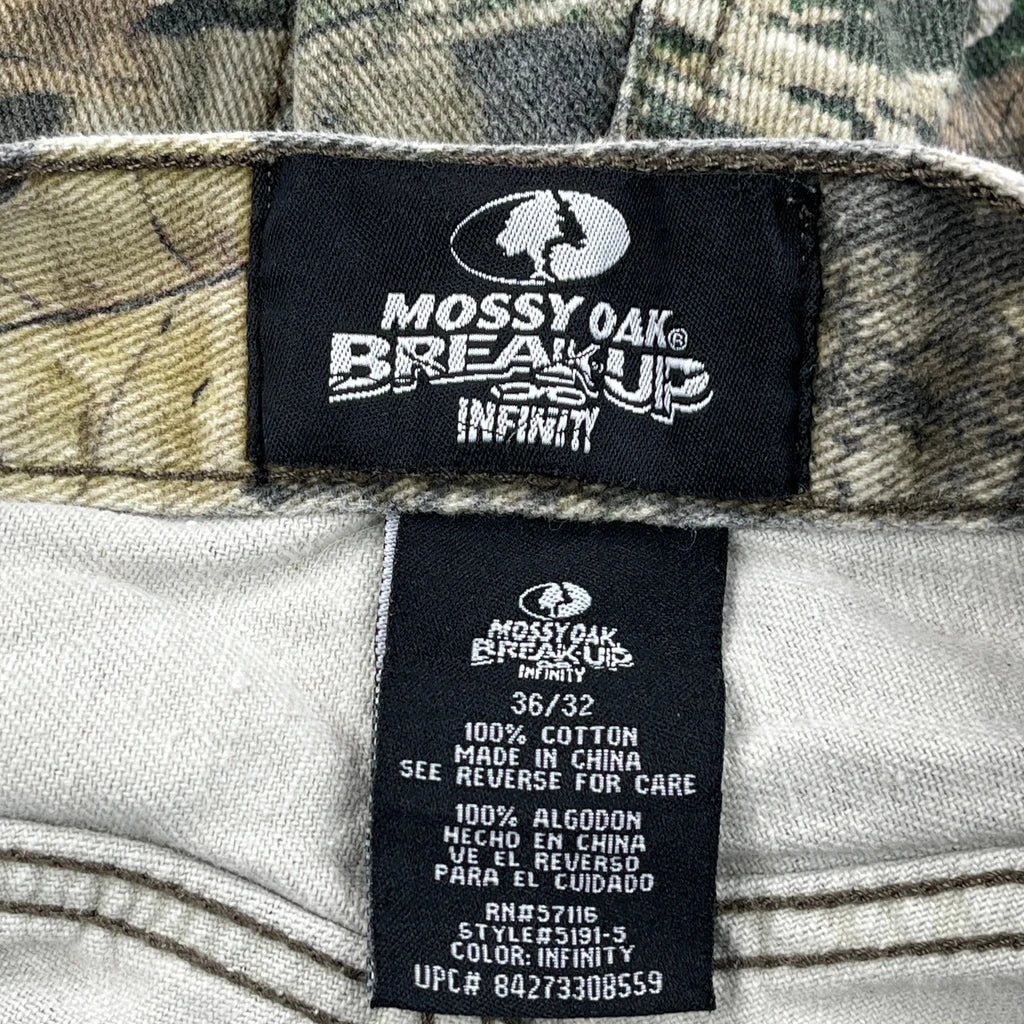 MOSSY OAK®
BREAK-UP
INFINITY
MOSSY OAK
BREAK-UP
INFINITY
36/32
100% COTTON
MADE IN CHINA
SEE REVERSE FOR CARE
100% ALGODON
HECHO EN CHINA
VE EL REVERSO
PARA EL CUIDADO
RN#57116
STYLE#5191-5
COLOR: INFINITY
UPC# 84273308559